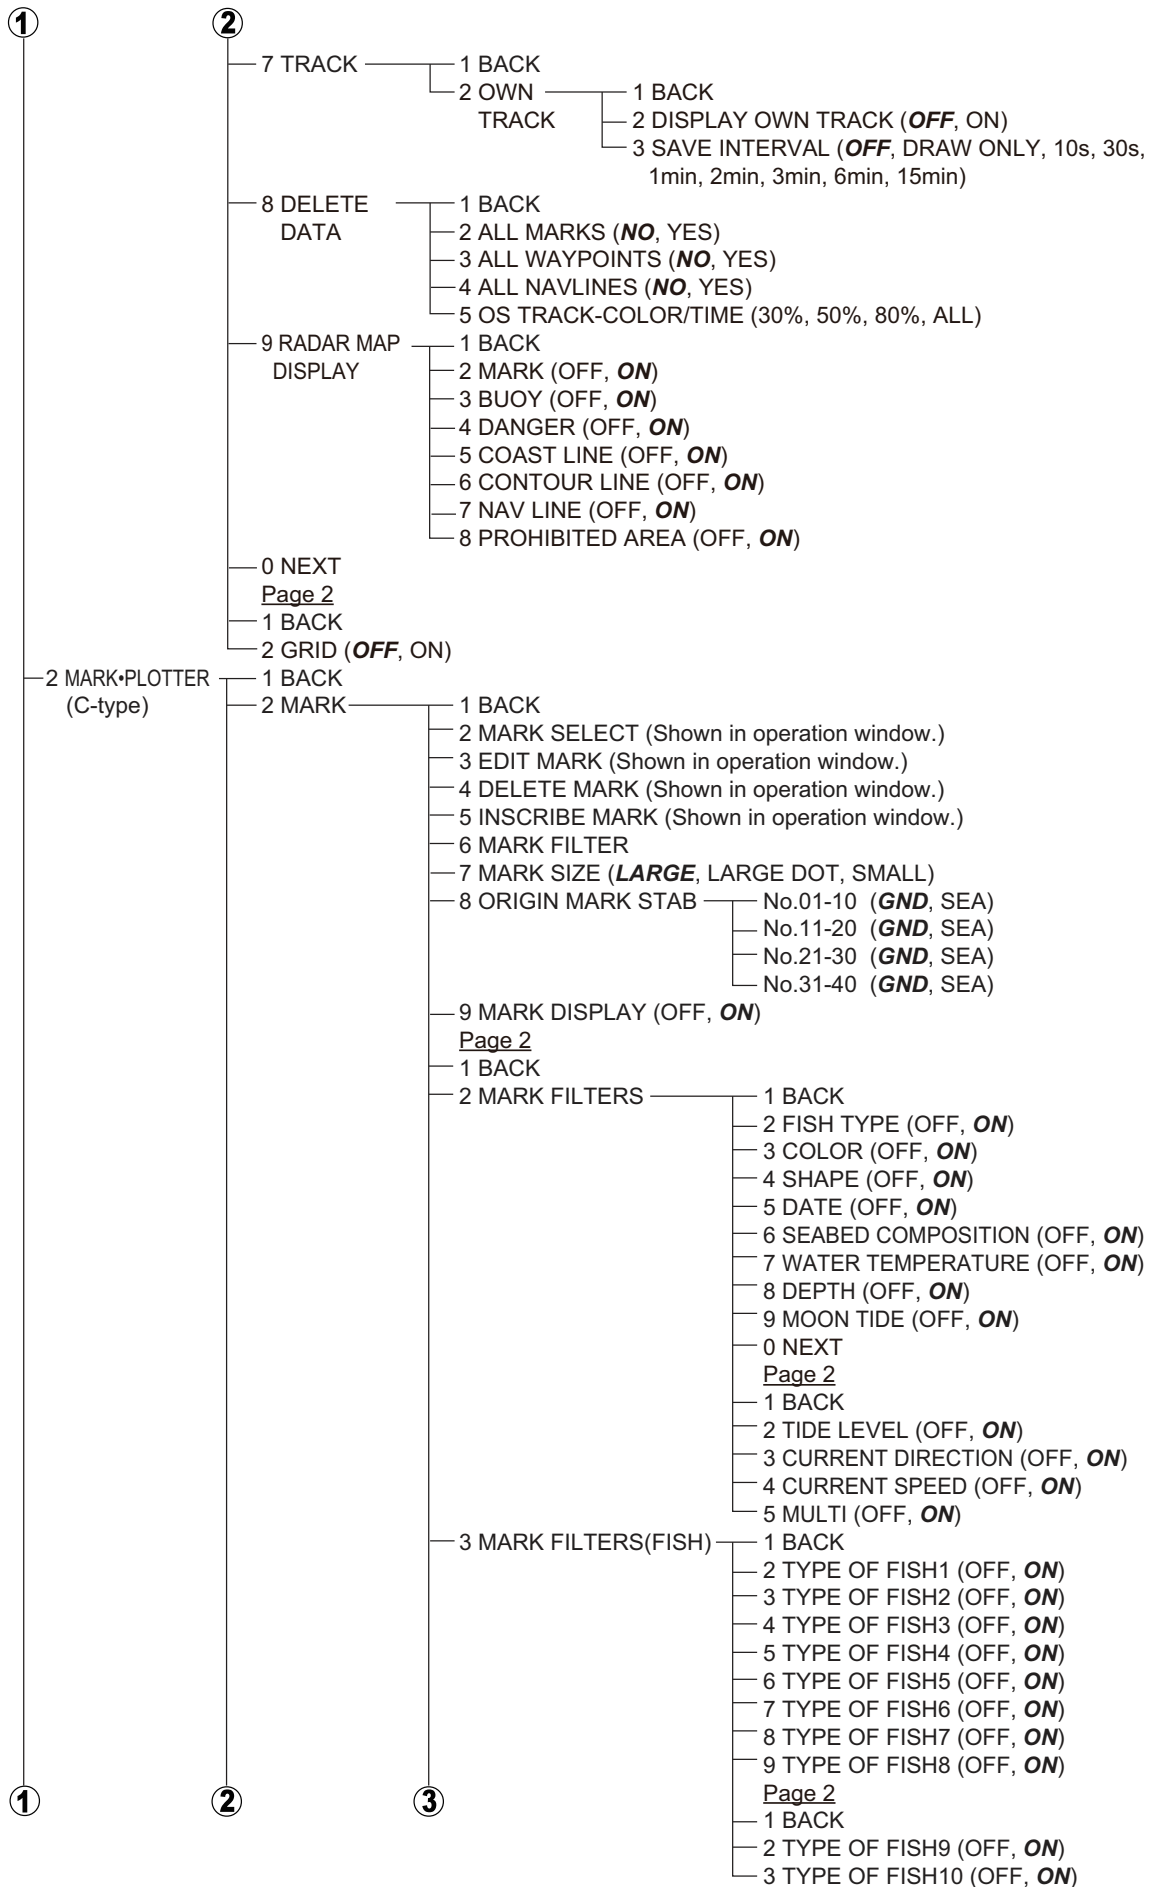 1 2
7 TRACK 1 BACK
2 OWN 1 BACK
TRACK 2 DISPLAY OWN TRACK (OFF, ON)
3 SAVE INTERVAL (OFF, DRAW ONLY, 10s, 30s,
1min, 2min, 3min, 6min, 15min)
8 DELETE 1 BACK
DATA 2 ALL MARKS (NO, YES)
3 ALL WAYPOINTS (NO, YES)
4 ALL NAVLINES (NO, YES)
5 OS TRACK-COLOR/TIME (30%, 50%, 80%, ALL)
9 RADAR MAP 1 BACK
DISPLAY 2 MARK (OFF, ON)
3 BUOY (OFF, ON)
4 DANGER (OFF, ON)
5 COAST LINE (OFF, ON)
6 CONTOUR LINE (OFF, ON)
7 NAV LINE (OFF, ON)
8 PROHIBITED AREA (OFF, ON)
0 NEXT
Page 2
1 BACK
2 GRID (OFF, ON)
2 MARK•PLOTTER 1 BACK
(C-type) 2 MARK 1 BACK
2 MARK SELECT (Shown in operation window.)
3 EDIT MARK (Shown in operation window.)
4 DELETE MARK (Shown in operation window.)
5 INSCRIBE MARK (Shown in operation window.)
6 MARK FILTER
7 MARK SIZE (LARGE, LARGE DOT, SMALL)
8 ORIGIN MARK STAB No.01-10 (GND, SEA)
No.11-20 (GND, SEA)
No.21-30 (GND, SEA)
No.31-40 (GND, SEA)
9 MARK DISPLAY (OFF, ON)
Page 2
1 BACK
2 MARK FILTERS 1 BACK
2 FISH TYPE (OFF, ON)
3 COLOR (OFF, ON)
4 SHAPE (OFF, ON)
5 DATE (OFF, ON)
6 SEABED COMPOSITION (OFF, ON)
7 WATER TEMPERATURE (OFF, ON)
8 DEPTH (OFF, ON)
9 MOON TIDE (OFF, ON)
0 NEXT
Page 2
1 BACK
2 TIDE LEVEL (OFF, ON)
3 CURRENT DIRECTION (OFF, ON)
4 CURRENT SPEED (OFF, ON)
5 MULTI (OFF, ON)
3 MARK FILTERS(FISH) 1 BACK
2 TYPE OF FISH1 (OFF, ON)
3 TYPE OF FISH2 (OFF, ON)
4 TYPE OF FISH3 (OFF, ON)
5 TYPE OF FISH4 (OFF, ON)
6 TYPE OF FISH5 (OFF, ON)
7 TYPE OF FISH6 (OFF, ON)
8 TYPE OF FISH7 (OFF, ON)
9 TYPE OF FISH8 (OFF, ON)
Page 2
1 BACK
2 TYPE OF FISH9 (OFF, ON)
3 TYPE OF FISH10 (OFF, ON)
1 2 3